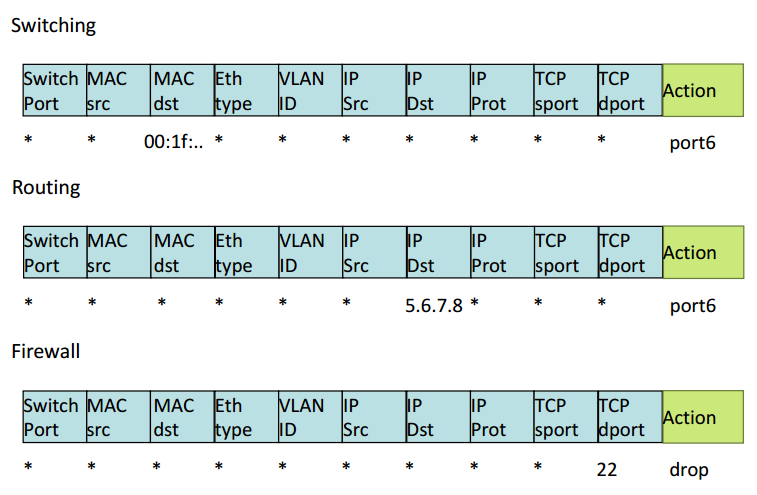 Switching
Switch Port MAC src MAC dst Eth type VLAN ID IP Src IP Dst IP Prot TCP sport TCP dport Action
* * 00:1f:.. * * * * * * * port6
Routing
Switch Port MAC src MAC dst Eth type VLAN ID IP Src IP Dst IP Prot TCP sport TCP dport Action
* * * * * * 5.6.7.8 * * * port6
Firewall
Switch Port MAC src MAC dst Eth type VLAN ID IP Src IP Dst IP Prot TCP sport TCP dport Action
* * * * * * * * * 22 drop